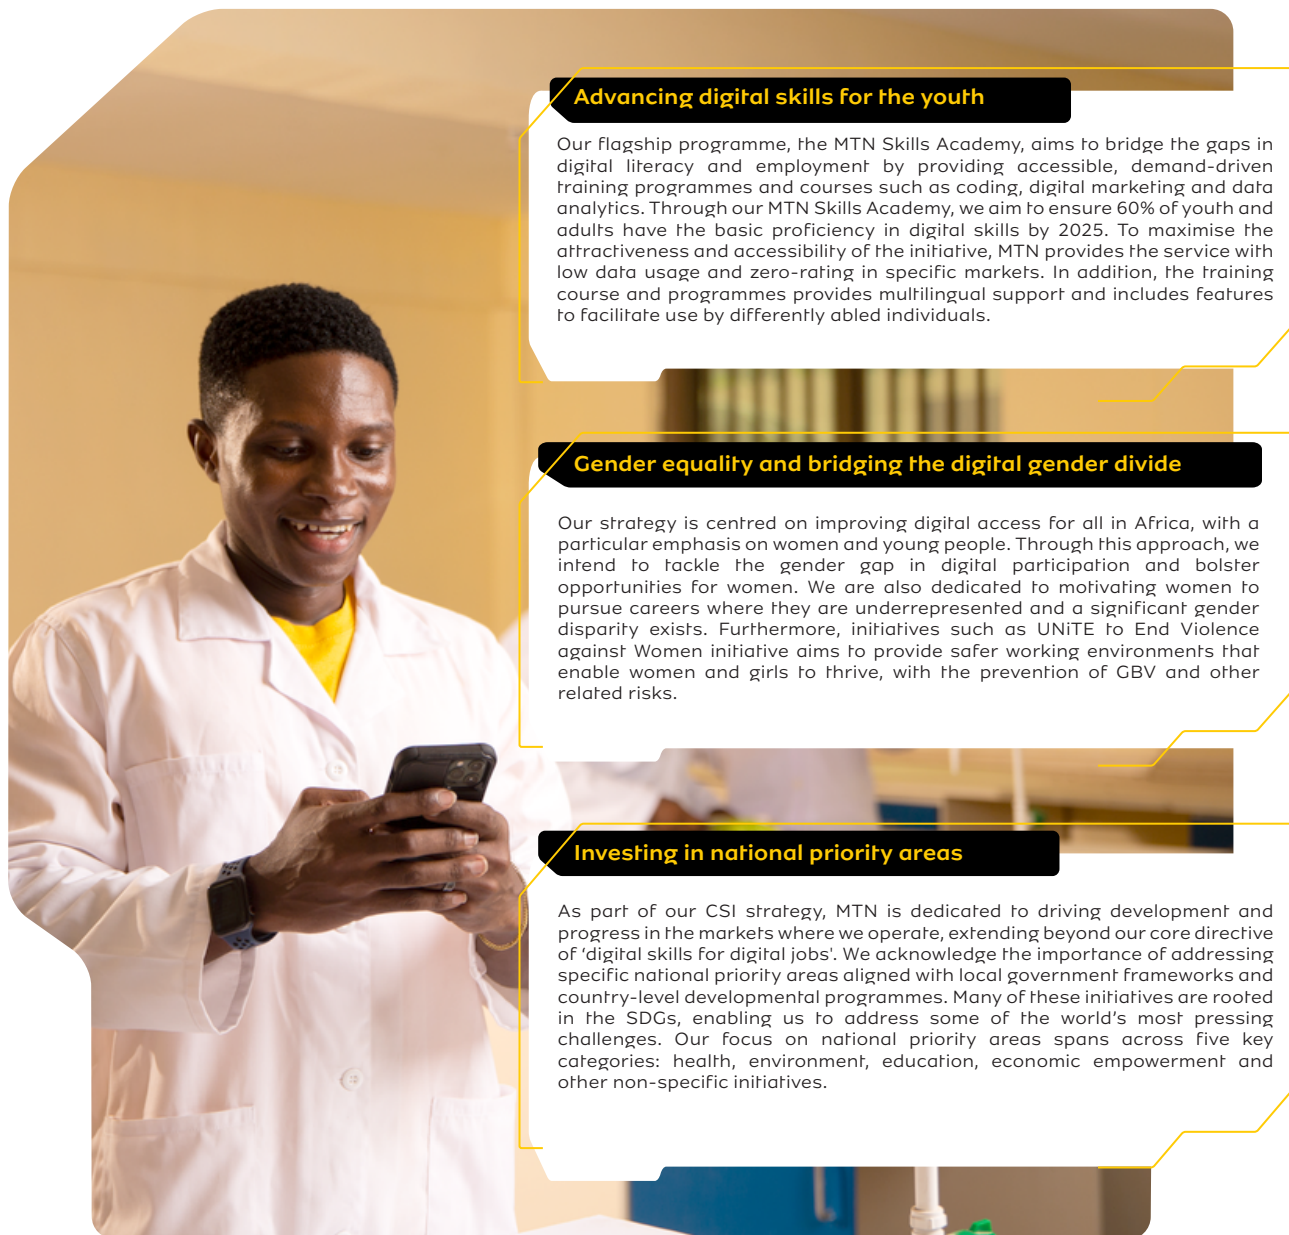 Advancing digital skills for the youth
Our flagship programme, the MTN Skills Academy, aims to bridge the gaps in
digital literacy and employment by providing accessible, demand-driven
training programmes and courses such as coding, digital marketing and data
analytics. Through our MTN Skills Academy, we aim to ensure 60% of youth and
adults have the basic proficiency in digital skills by 2025. To maximise the
attractiveness and accessibility of the initiative, MTN provides the service with
low data usage and zero-rating in specific markets. In addition, the training
course and programmes provides multilingual support and includes features
to facilitate use by differently abled individuals.
Gender equality and bridging the digital gender divide
Our strategy is centred on improving digital access for all in Africa, with a
particular emphasis on women and young people. Through this approach, we
intend to tackle the gender gap in digital participation and bolster
opportunities for women. We are also dedicated to motivating women to
pursue careers where they are underrepresented and a significant gender
disparity exists. Furthermore, initiatives such as UNiTE to End Violence
against Women initiative aims to provide safer working environments that
enable women and girls to thrive, with the prevention of GBV and other
related risks.
Investing in national priority areas
As part of our CSI strategy, MTN is dedicated to driving development and
progress in the markets where we operate, extending beyond our core directive
of ‘digital skills for digital jobs'. We acknowledge the importance of addressing
specific national priority areas aligned with local government frameworks and
country-level developmental programmes. Many of these initiatives are rooted
in the SDGs, enabling us to address some of the world’s most pressing
challenges. Our focus on national priority areas spans across five key
categories: health, environment, education, economic empowerment and
other non-specific initiatives.